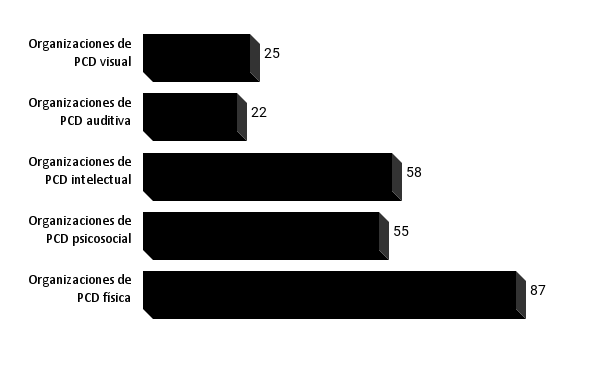 Organizaciones de
PCD visual
25
Organizaciones de
PCD auditiva
22
Organizaciones de
PCD intelectual
58
Organizaciones de
PCD psicosocial
55
Organizaciones de
PCD física
87